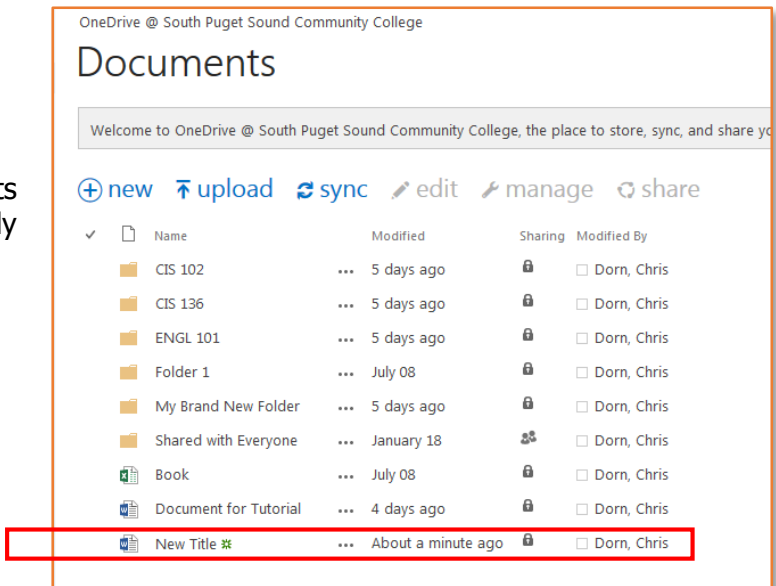 OneDrive @ South Puget Sound Community College
Documents
Welcome to OneDrive @ South Puget Sound Community College, the place to store, sync, and share
new upload sync edit manage share
Name Modified Sharing Modified By
CIS 102 ... 5 days ago Dorn, Chris
CIS 136 ... 5 days ago Dorn, Chris
ENGL 101 ... 5 days ago Dorn, Chris
Folder 1 ... July 08 Dorn, Chris
My Brand New Folder ... 5 days ago Dorn, Chris
Shared with Everyone ... January 18 Dorn, Chris
Book ... July 08 Dorn, Chris
Document for Tutorial ... 4 days ago Dorn, Chris
New Title ... About a minute ago Dorn, Chris